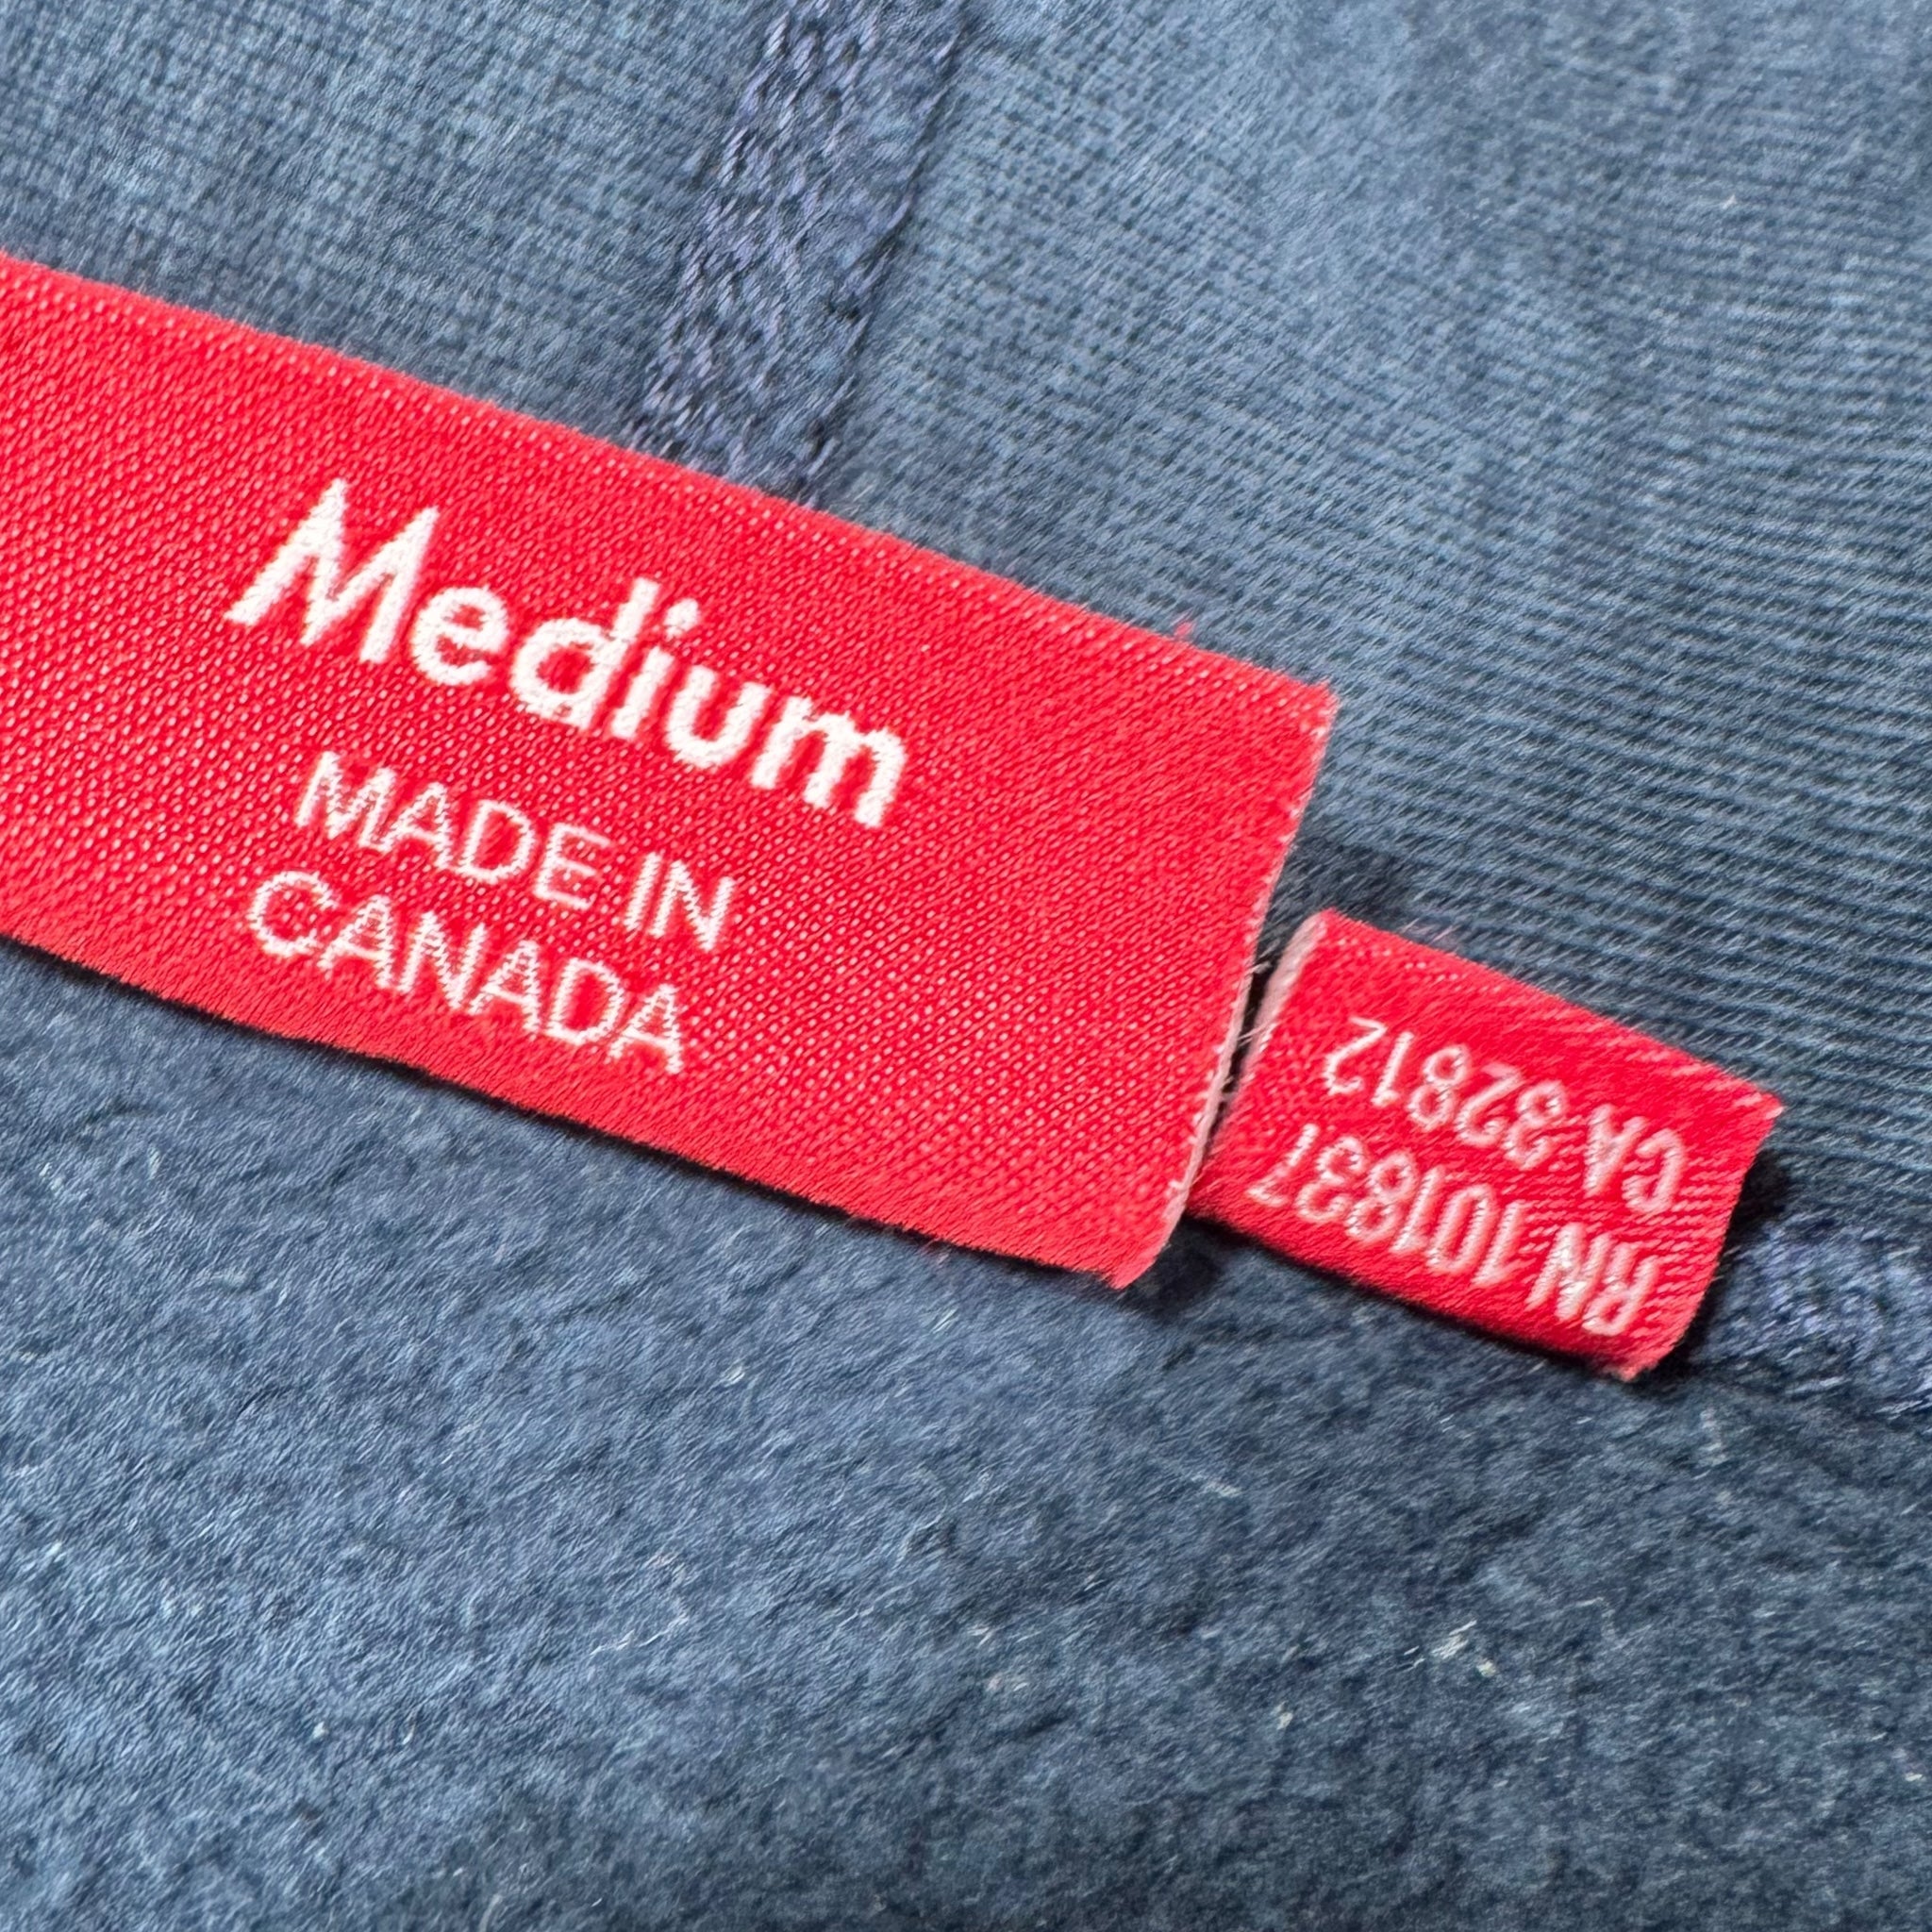 Medium
MADE IN
CANADA
RN 101837
CA 32812